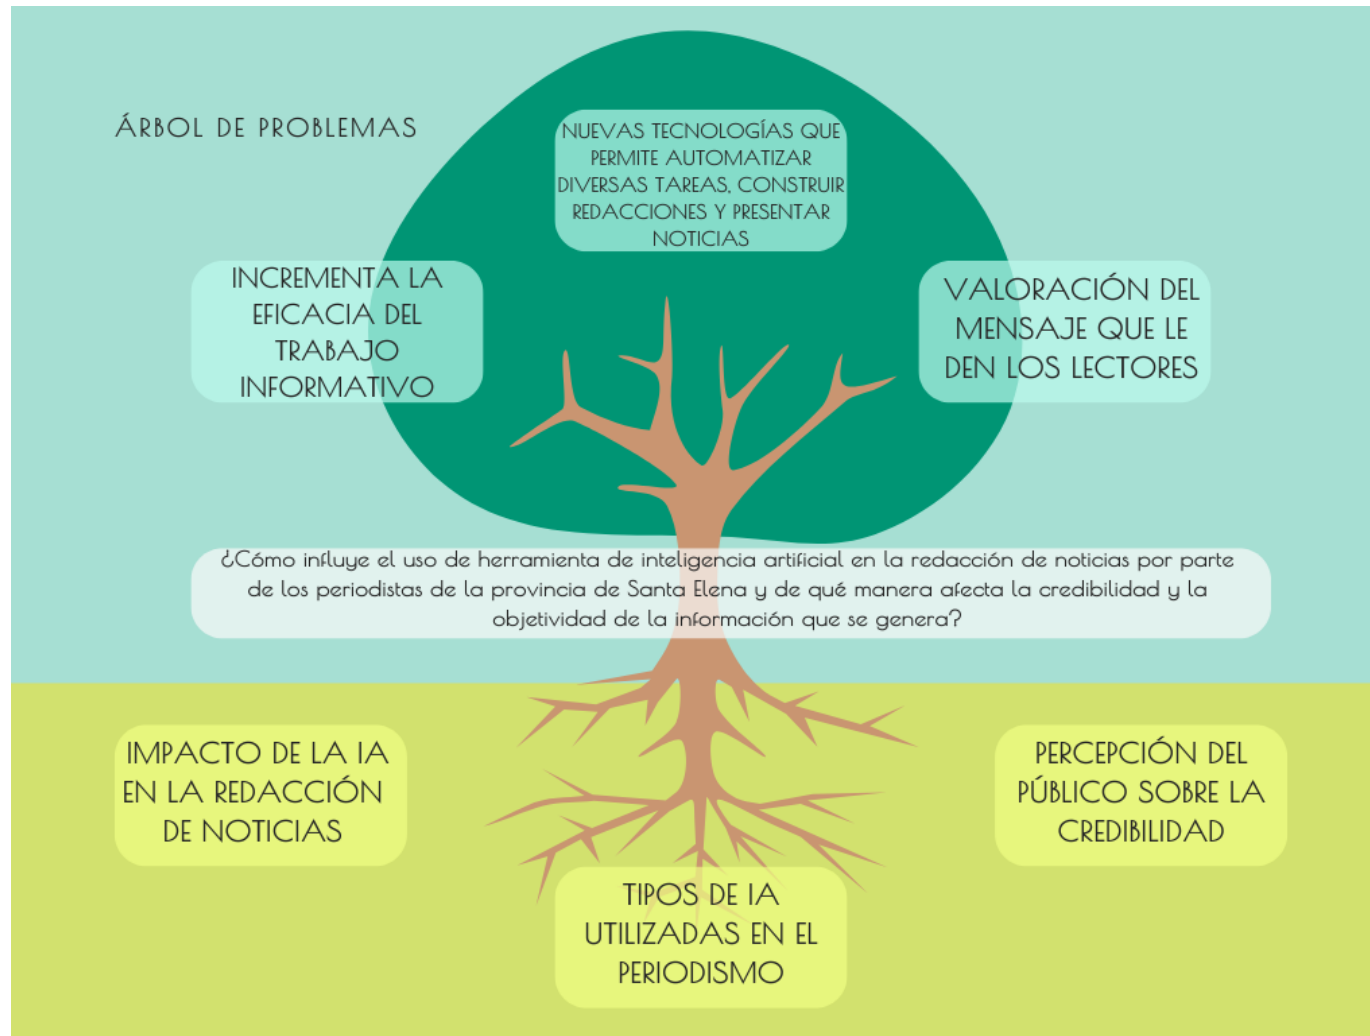 ÁRBOL DE PROBLEMAS
NUEVAS TECNOLOGÍAS QUE
PERMITE AUTOMATIZAR
DIVERSAS TAREAS, CONSTRUIR
REDACCIONES Y PRESENTAR
NOTICIAS
INCREMENTA LA
EFICACIA DEL
TRABAJO
INFORMATIVO
VALORACIÓN DEL
MENSAJE QUE LE
DEN LOS LECTORES
¿Cómo influye el uso de herramienta de inteligencia artificial en la redacción de noticias por parte
de los periodistas de la provincia de Santa Elena y de qué manera afecta la credibilidad y la
objetividad de la información que se genera?
IMPACTO DE LA IA
EN LA REDACCIÓN
DE NOTICIAS
PERCEPCIÓN DEL
PÚBLICO SOBRE LA
CREDIBILIDAD
TIPOS DE IA
UTILIZADAS EN EL
PERIODISMO